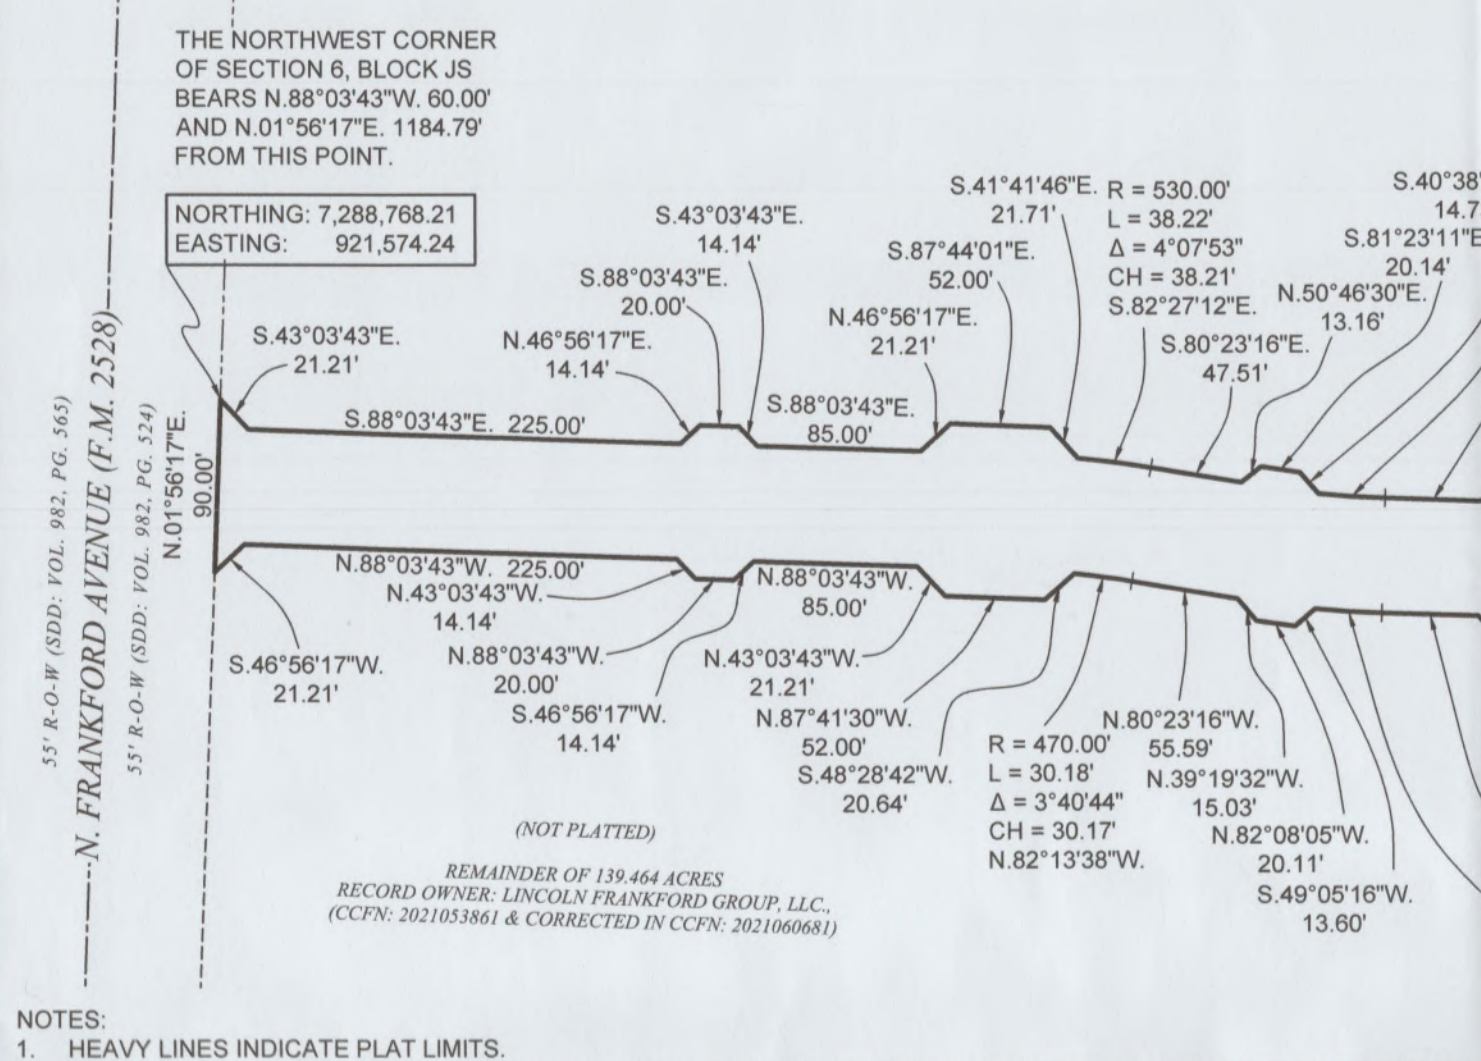 THE NORTHWEST CORNER
OF SECTION 6, BLOCK JS
BEARS N.88°03'43"W. 60.00'
AND N.01°56'17"E. 1184.79'
FROM THIS POINT.
NORTHING: 7,288,768.21
EASTING: 921,574.24
55' R-O-W (SDD: VOL. 982, PG. 565)
N. FRANKFORD AVENUE (F.M. 2528)
55' R-O-W (SDD: VOL. 982, PG. 524)
N.01°56'17"E.
90.00'
S.43°03'43"E.
21.21'
S.88°03'43"E. 225.00'
N.46°56'17"E.
14.14'
S.88°03'43"E.
20.00'
S.43°03'43"E.
14.14'
S.88°03'43"E.
85.00'
N.46°56'17"E.
21.21'
S.87°44'01"E.
52.00'
S.41°41'46"E.
21.71'
R = 530.00'
L = 38.22'
Δ = 4°07'53"
CH = 38.21'
S.82°27'12"E.
S.80°23'16"E.
47.51'
N.50°46'30"E.
13.16'
S.81°23'11"E
20.14'
S.40°38'
14.7
N.88°03'43"W. 225.00'
N.43°03'43"W.
14.14'
S.46°56'17"W.
21.21'
N.88°03'43"W.
20.00'
S.46°56'17"W.
14.14'
N.88°03'43"W.
85.00'
N.43°03'43"W.
21.21'
N.87°41'30"W.
52.00'
S.48°28'42"W.
20.64'
R = 470.00'
L = 30.18'
Δ = 3°40'44"
CH = 30.17'
N.82°13'38"W.
N.80°23'16"W.
55.59'
N.39°19'32"W.
15.03'
N.82°08'05"W.
20.11'
S.49°05'16"W.
13.60'
(NOT PLATTED)
REMAINDER OF 139.464 ACRES
RECORD OWNER: LINCOLN FRANKFORD GROUP, LLC.,
(CCFN: 2021053861 & CORRECTED IN CCFN: 2021060681)
NOTES:
1. HEAVY LINES INDICATE PLAT LIMITS.